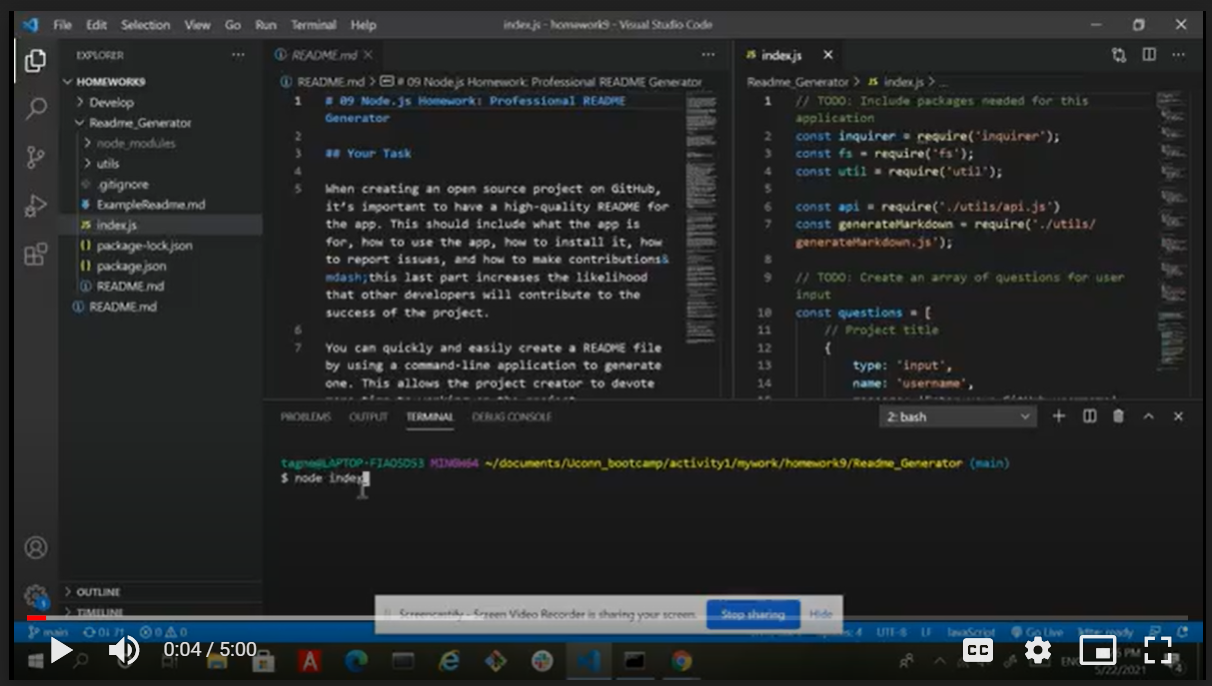 File Edit Selection View Go Run Terminal Help index.js - homework9 - Visual Studio Code
EXPLORER
HOMEWORKS
Develop
Readme_Generator
node_modules
utils
.gitignore
ExampleReadme.md
index.js
package-lock.json
package.json
README.md
README.md
OUTLINE
TIMELINE
README.md
README.md > # 09 Node.js Homework: Professional README Generator
1 # 09 Node.js Homework: Professional README
Generator
2
3 ## Your Task
4
5 When creating an open source project on GitHub,
it's important to have a high-quality README for
the app. This should include what the app is
for, how to use the app, how to install it, how
to report issues, and how to make contributions&
mdash;this last part increases the likelihood
that other developers will contribute to the
success of the project.
6
7 You can quickly and easily create a README file
by using a command-line application to generate
one. This allows the project creator to devote
JS index.js
Readme_Generator > JS index.js > ...
1 // TODO: Include packages needed for this
application
2 const inquirer = require('inquirer');
3 const fs = require('fs');
4 const util = require('util');
5
6 const api = require('./utils/api.js')
7 const generateMarkdown = require('./utils/
generateMarkdown.js');
8
9 // TODO: Create an array of questions for user
input
10 const questions = [
11 // Project title
12 {
13 type: 'input',
14 name: 'username',
PROBLEMS OUTPUT TERMINAL DEBUG CONSOLE 2: bash
MINGW64 ~/documents/Uconn_bootcamp/activity1/mywork/homework9/Readme_Generator (main)
$ node index
Screencastify - Screen Video Recorder is sharing your screen. Stop sharing Hide
main UTF-8 LF JavaScript Go Live
0:04 / 5:00 CC
5/22/2021